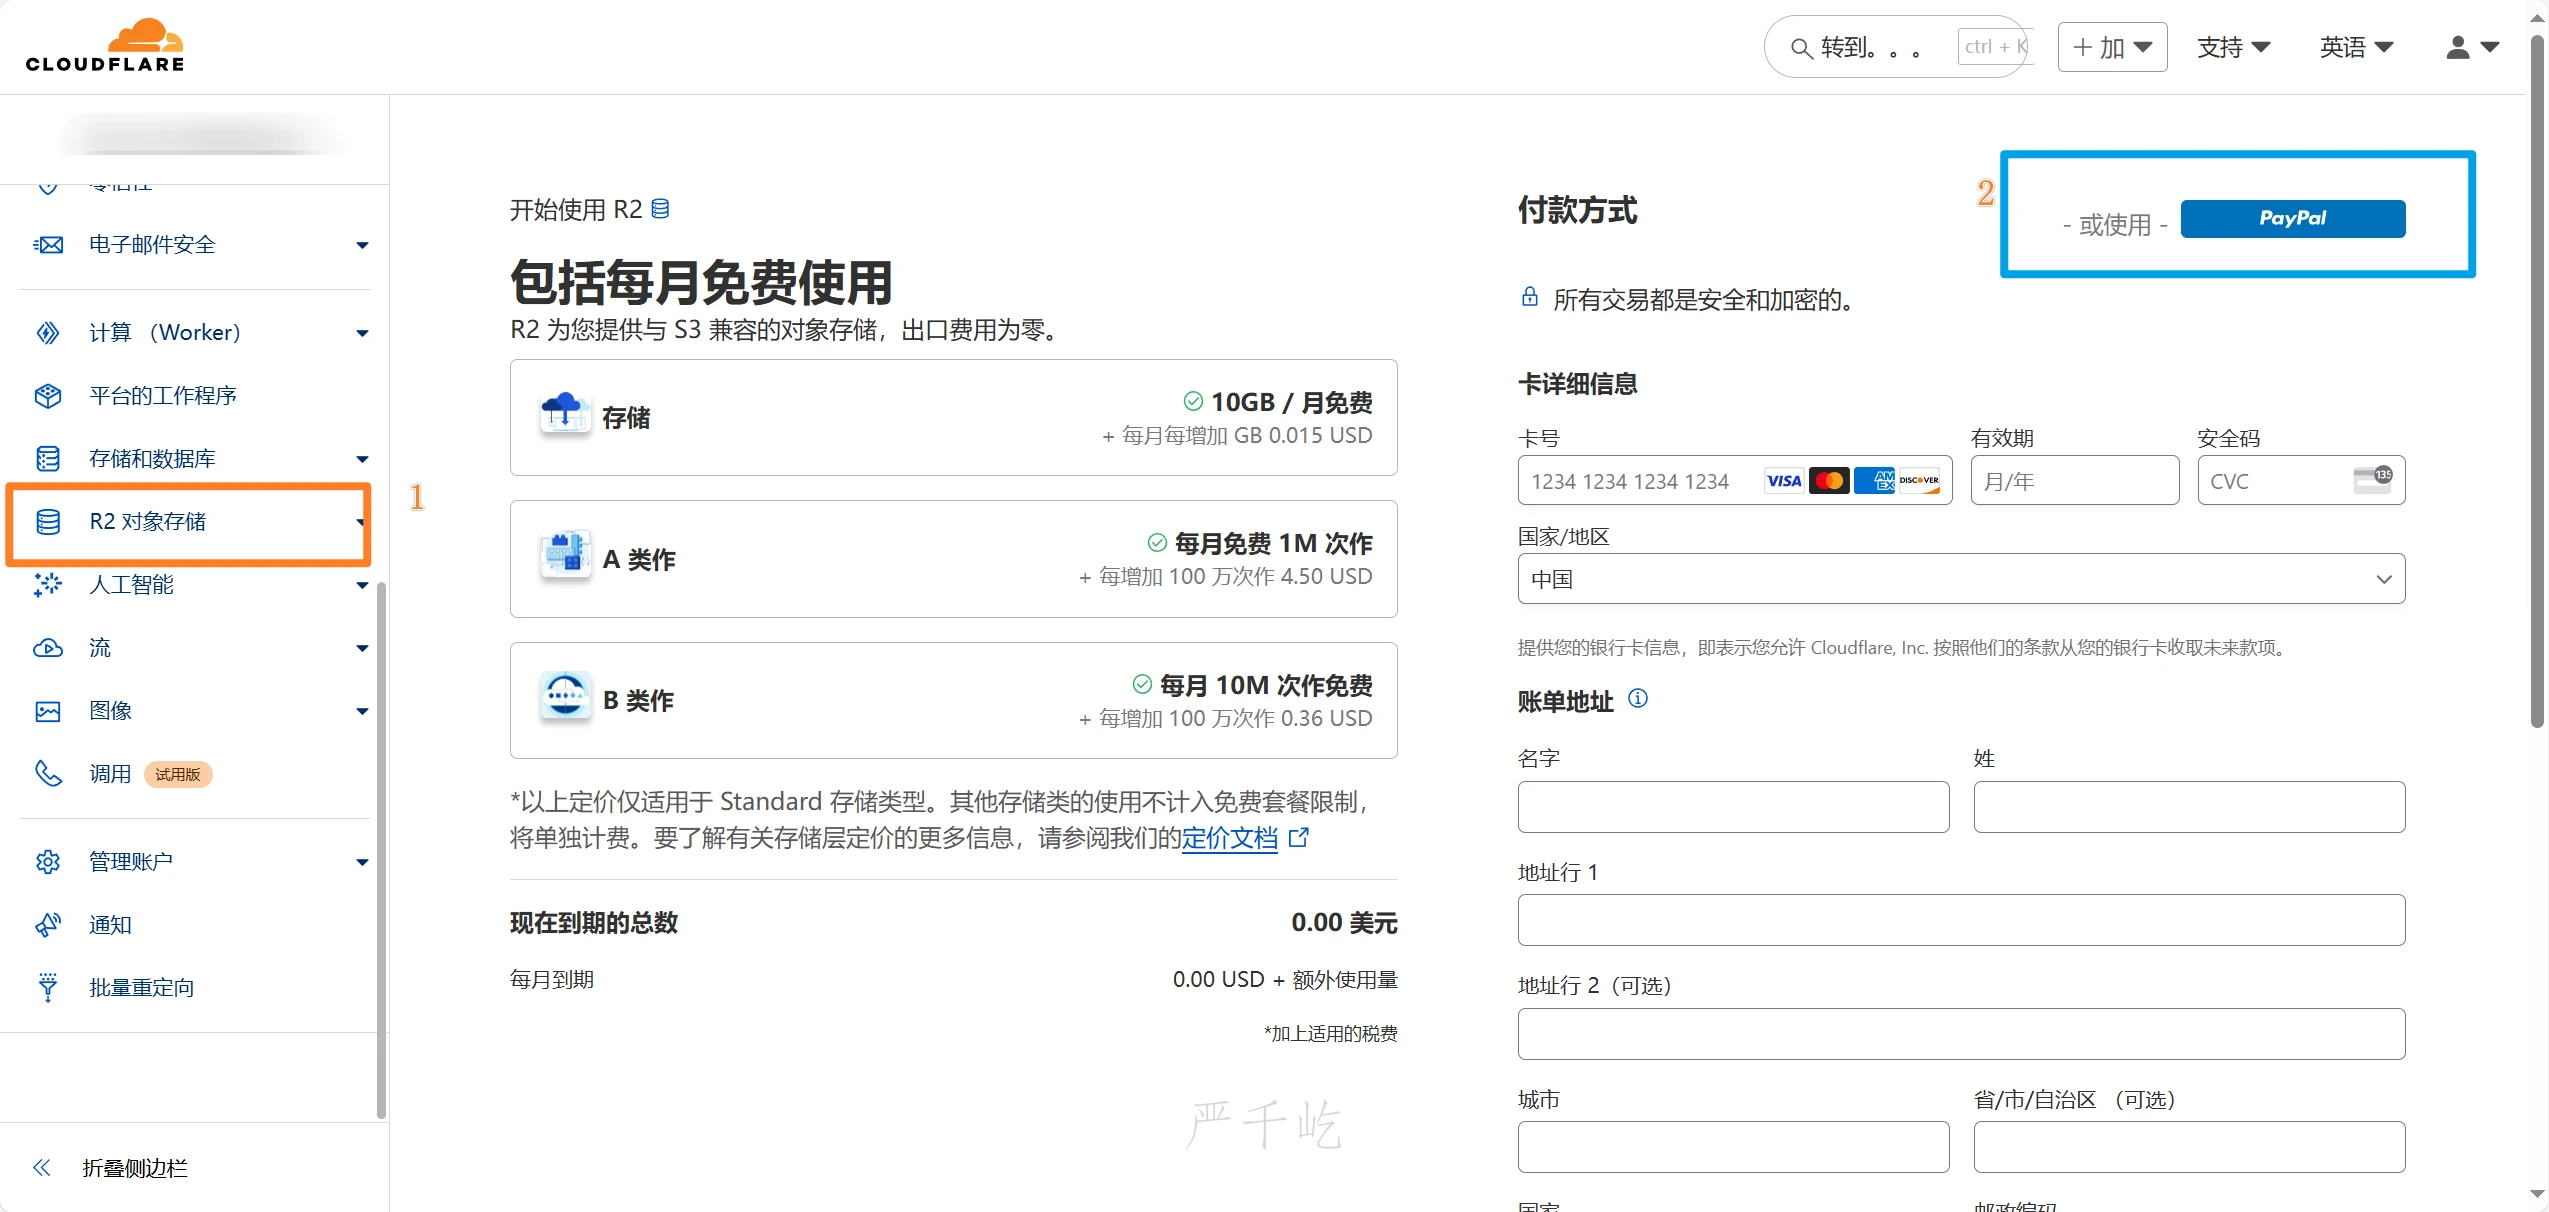 CLOUDFLARE
转到。。。
ctrl + K
加
支持
英语
电子邮件安全
计算 （Worker）
平台的工作程序
存储和数据库
R2 对象存储
1
人工智能
流
图像
调用 试用版
管理账户
通知
批量重定向
折叠侧边栏
开始使用 R2
包括每月免费使用
R2 为您提供与 S3 兼容的对象存储，出口费用为零。
存储
10GB / 月免费
+ 每月每增加 GB 0.015 USD
A 类作
每月免费 1M 次作
+ 每增加 100 万次作 4.50 USD
B 类作
每月 10M 次作免费
+ 每增加 100 万次作 0.36 USD
*以上定价仅适用于 Standard 存储类型。其他存储类的使用不计入免费套餐限制，
将单独计费。要了解有关存储层定价的更多信息，请参阅我们的定价文档
现在到期的总数 0.00 美元
每月到期 0.00 USD + 额外使用量
*加上适用的税费
严千屹
付款方式
2
- 或使用 - PayPal
所有交易都是安全和加密的。
卡详细信息
卡号 有效期 安全码
1234 1234 1234 1234 VISA AMEX DISCOVER 月/年 CVC 135
国家/地区
中国
提供您的银行卡信息，即表示您允许 Cloudflare, Inc. 按照他们的条款从您的银行卡收取未来款项。
账单地址
名字 姓
地址行 1
地址行 2（可选）
城市 省/市/自治区 （可选）